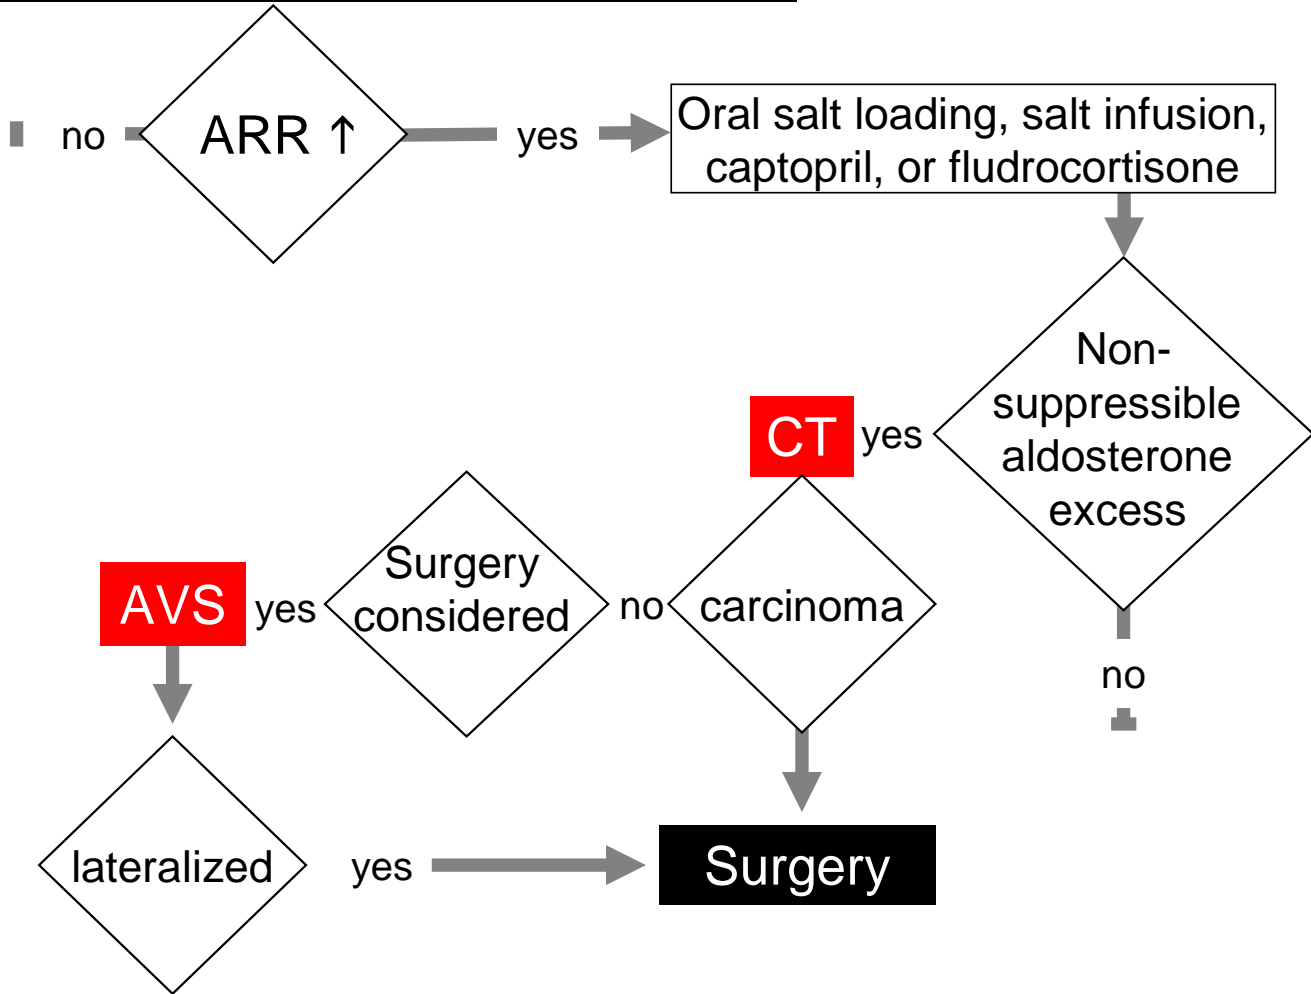 no
ARR ↑
yes
Oral salt loading, salt infusion,
captopril, or fludrocortisone
Non-
suppressible
aldosterone
excess
yes
CT
no
carcinoma
no
Surgery
considered
yes
AVS
lateralized
yes
Surgery